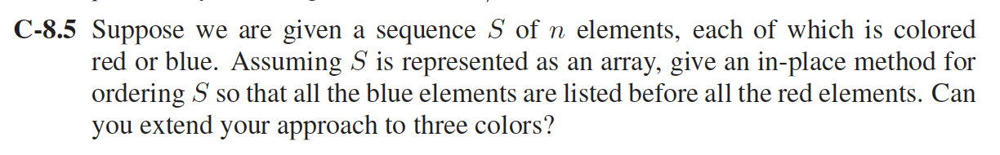 C-8.5 Suppose we are given a sequence S of n elements, each of which is colored
red or blue. Assuming S is represented as an array, give an in-place method for
ordering S so that all the blue elements are listed before all the red elements. Can
you extend your approach to three colors?